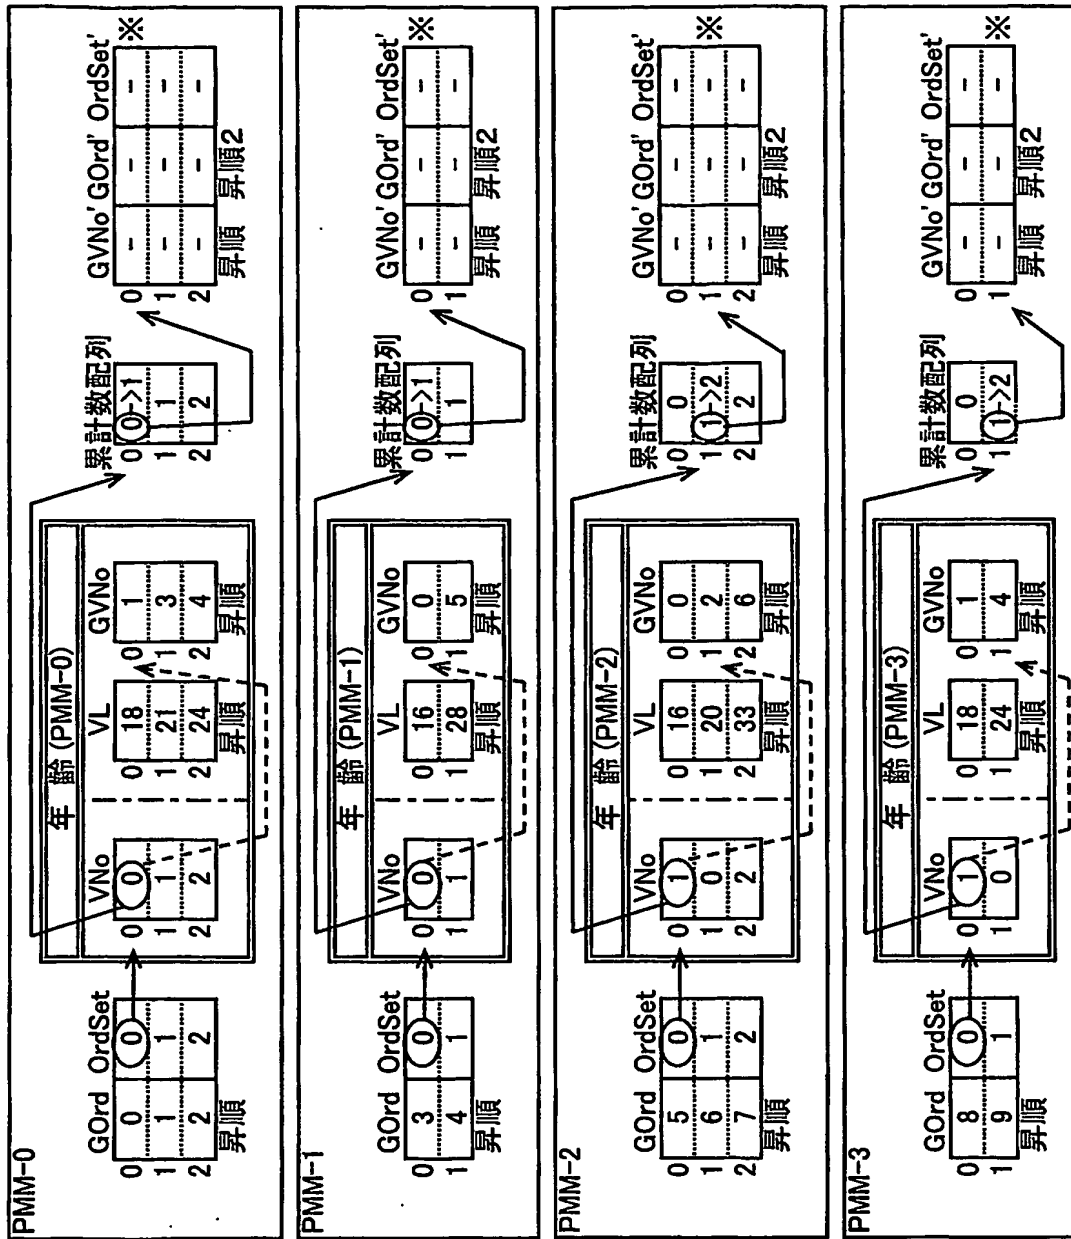 PMM-0
GOrd OrdSet
0 0 0
1 1 1
2 2 2
昇順
年 齢 (PMM-0)
VNo VL GVNo
0 0 0 18 0 1
1 1 1 21 1 3
2 2 2 24 2 4
昇順 昇順
累計数配列
0 0->1
1 1
2 2
GVNo' GOrd' OrdSet'
0 - - - ※
1 - - -
2 - - -
昇順 昇順2
PMM-1
GOrd OrdSet
0 3 0
1 4 1
昇順
年 齢 (PMM-1)
VNo VL GVNo
0 0 0 16 0 0
1 1 1 28 1 5
昇順 昇順
累計数配列
0 0->1
1 1
GVNo' GOrd' OrdSet'
0 - - - ※
1 - - -
昇順 昇順2
PMM-2
GOrd OrdSet
0 5 0
1 6 1
2 7 2
昇順
年 齢 (PMM-2)
VNo VL GVNo
0 1 0 16 0 0
1 0 1 20 1 2
2 2 2 33 2 6
昇順 昇順
累計数配列
0 0
1 1->2
2 2
GVNo' GOrd' OrdSet'
0 - - - ※
1 - - -
2 - - -
昇順 昇順2
PMM-3
GOrd OrdSet
0 8 0
1 9 1
昇順
年 齢 (PMM-3)
VNo VL GVNo
0 1 0 18 0 1
1 0 1 24 1 4
昇順 昇順
累計数配列
0 0
1 1->2
GVNo' GOrd' OrdSet'
0 - - - ※
1 - - -
昇順 昇順2